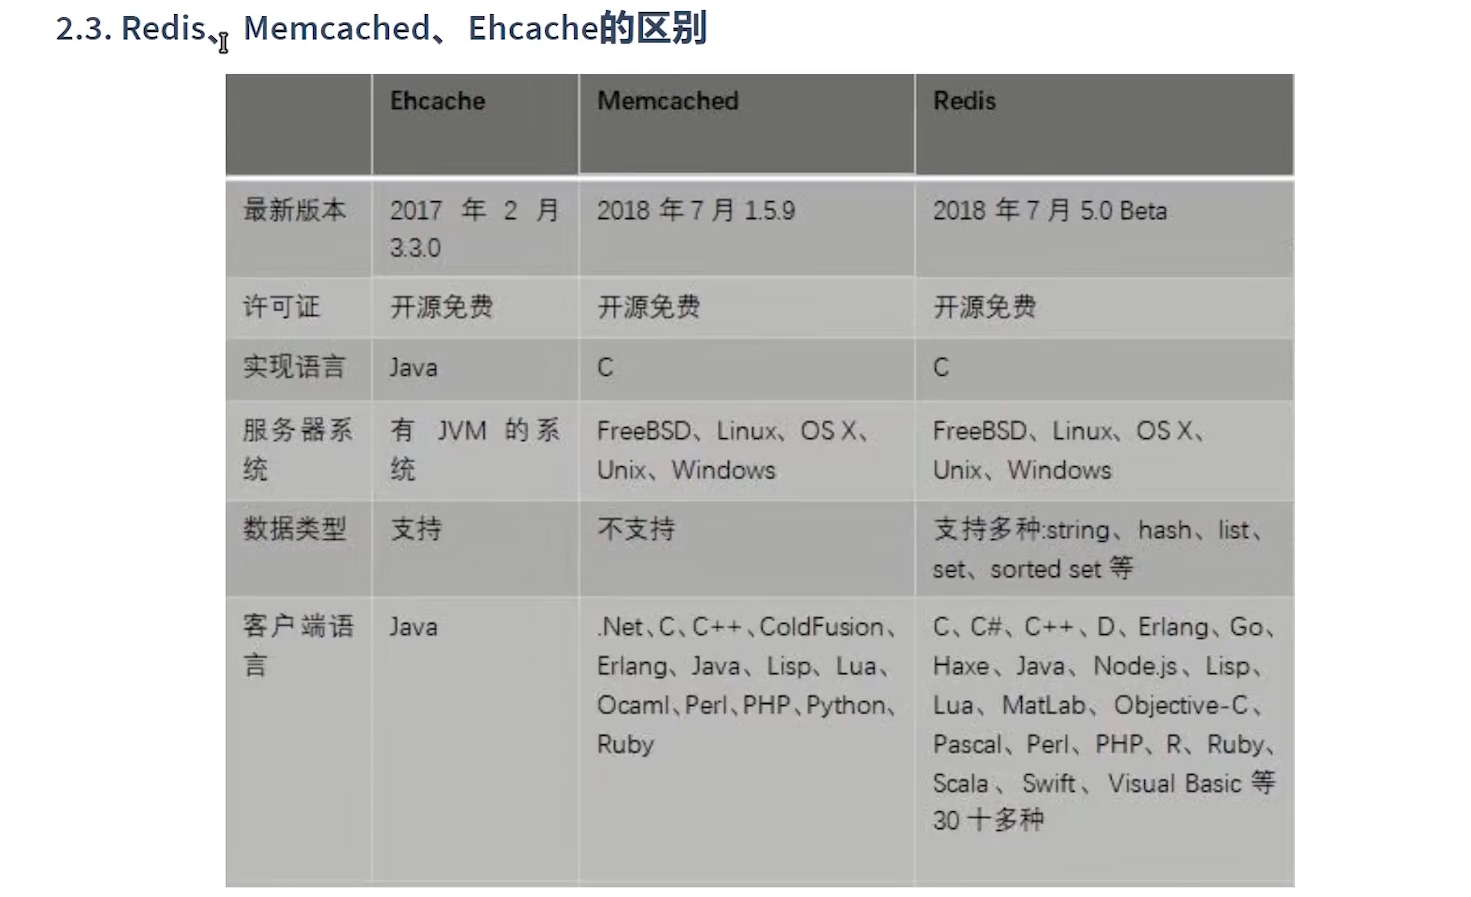 2.3. Redis、Memcached、Ehcache的区别
Ehcache
Memcached
Redis
最新版本
2017 年 2 月
3.3.0
2018 年 7 月 1.5.9
2018 年 7 月 5.0 Beta
许可证
开源免费
开源免费
开源免费
实现语言
Java
C
C
服务器系
统
有 JVM 的系
统
FreeBSD、Linux、OS X、
Unix、Windows
FreeBSD、Linux、OS X、
Unix、Windows
数据类型
支持
不支持
支持多种:string、hash、list、
set、sorted set 等
客户端语
言
Java
.Net、C、C++、ColdFusion、
Erlang、Java、Lisp、Lua、
Ocaml、Perl、PHP、Python、
Ruby
C、C#、C++、D、Erlang、Go、
Haxe、Java、Node.js、Lisp、
Lua、MatLab、Objective-C、
Pascal、Perl、PHP、R、Ruby、
Scala、Swift、Visual Basic 等
30 十多种